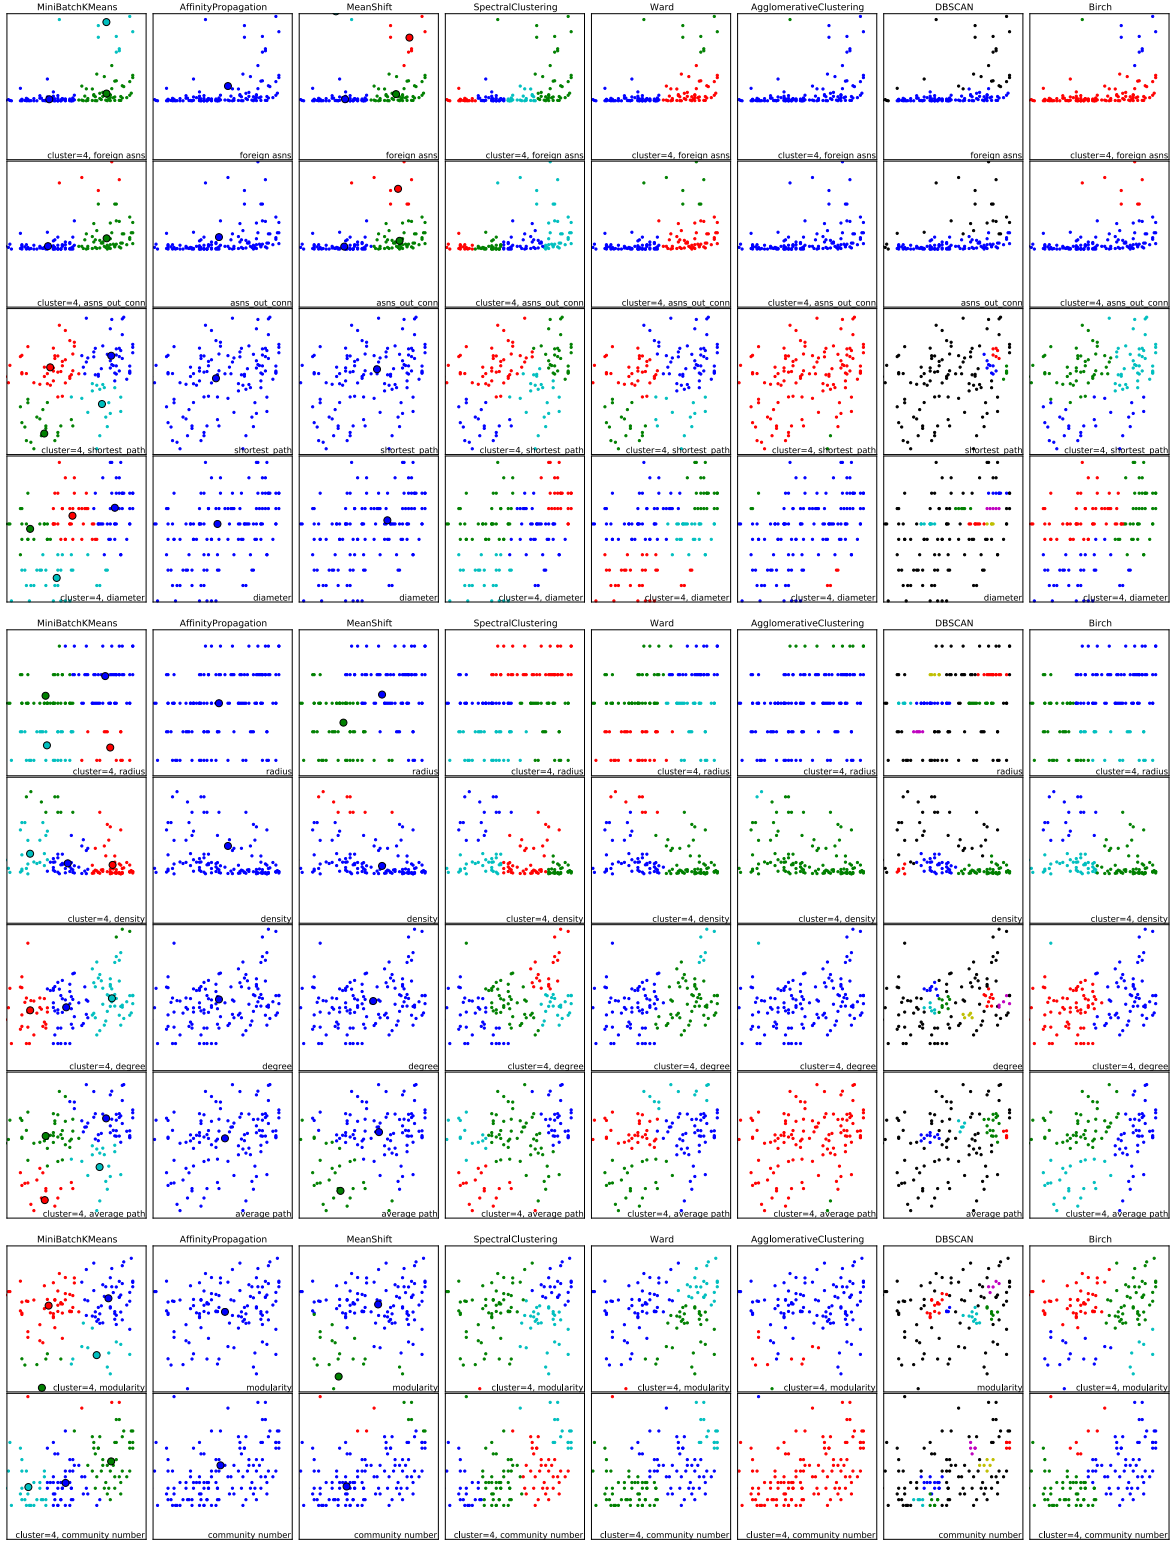 MiniBatchKMeans AffinityPropagation MeanShift SpectralClustering Ward AgglomerativeClustering DBSCAN Birch
cluster=4, foreign asns foreign asns foreign asns cluster=4, foreign asns cluster=4, foreign asns cluster=4, foreign asns foreign asns cluster=4, foreign asns
cluster=4, asns_out_conn asns_out_conn asns_out_conn cluster=4, asns_out_conn cluster=4, asns_out_conn cluster=4, asns_out_conn asns_out_conn cluster=4, asns_out_conn
cluster=4, shortest_path shortest_path shortest_path cluster=4, shortest_path cluster=4, shortest_path cluster=4, shortest_path shortest_path cluster=4, shortest_path
cluster=4, diameter diameter diameter cluster=4, diameter cluster=4, diameter cluster=4, diameter diameter cluster=4, diameter
MiniBatchKMeans AffinityPropagation MeanShift SpectralClustering Ward AgglomerativeClustering DBSCAN Birch
cluster=4, radius radius radius cluster=4, radius cluster=4, radius cluster=4, radius radius cluster=4, radius
cluster=4, density density density cluster=4, density cluster=4, density cluster=4, density density cluster=4, density
cluster=4, degree degree degree cluster=4, degree cluster=4, degree cluster=4, degree degree cluster=4, degree
cluster=4, average path average path average path cluster=4, average path cluster=4, average path cluster=4, average path average path cluster=4, average path
MiniBatchKMeans AffinityPropagation MeanShift SpectralClustering Ward AgglomerativeClustering DBSCAN Birch
cluster=4, modularity modularity modularity cluster=4, modularity cluster=4, modularity cluster=4, modularity modularity cluster=4, modularity
cluster=4, community number community number community number cluster=4, community number cluster=4, community number cluster=4, community number community number cluster=4, community number